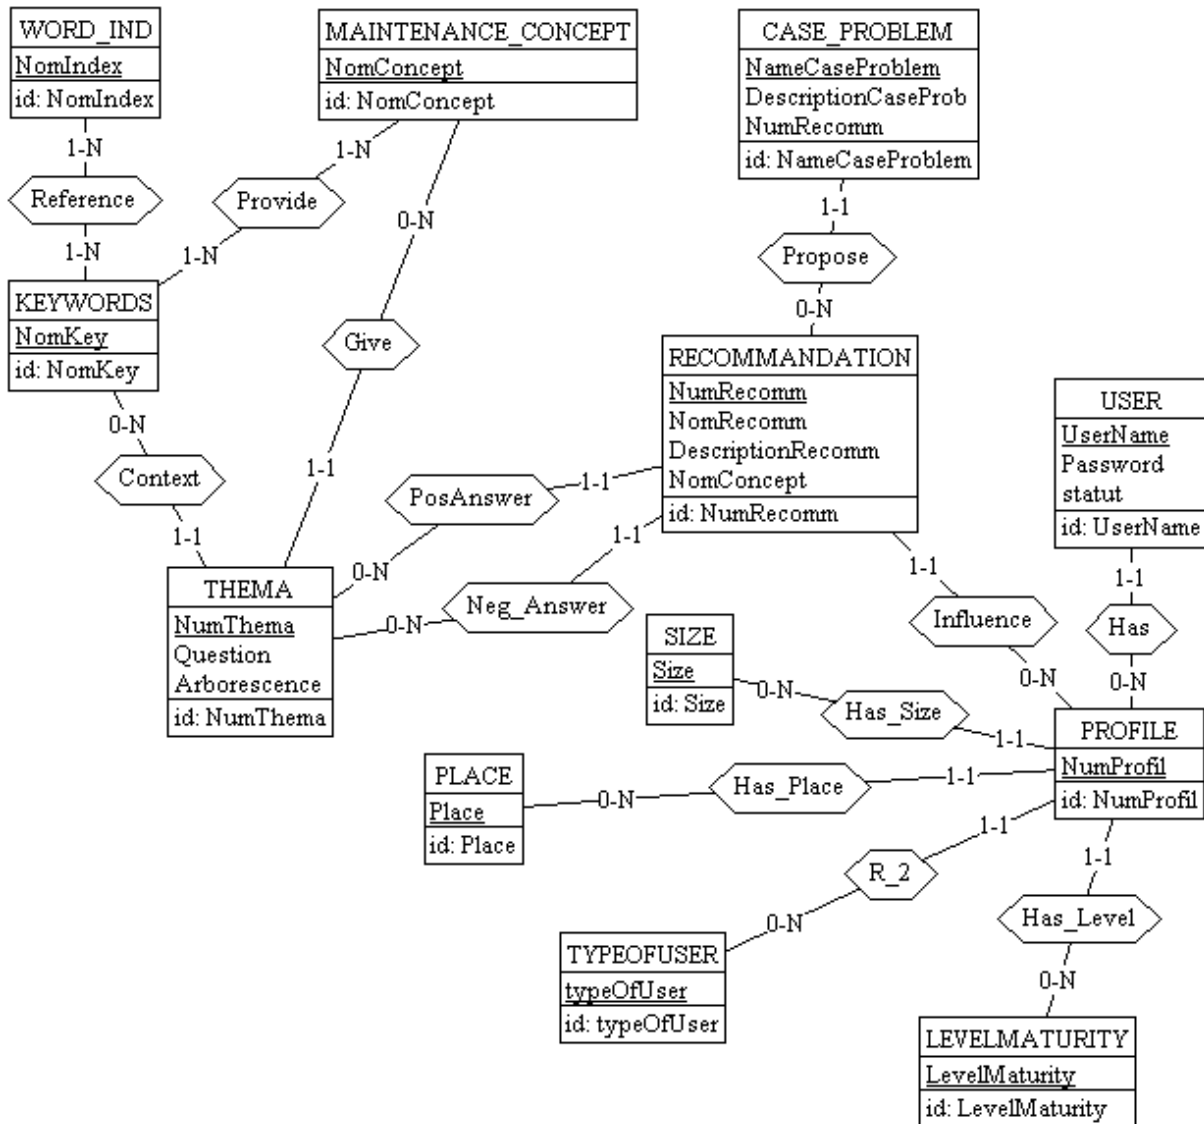 WORD_IND
NomIndex
id: NomIndex
MAINTENANCE_CONCEPT
NomConcept
id: NomConcept
CASE_PROBLEM
NameCaseProblem
DescriptionCaseProb
NumRecomm
id: NameCaseProblem
1-N
Reference
1-N
1-N
Provide
1-N
0-N
Give
1-1
1-1
Propose
0-N
KEYWORDS
NomKey
id: NomKey
0-N
Context
1-1
RECOMMANDATION
NumRecomm
NomRecomm
DescriptionRecomm
NomConcept
id: NumRecomm
USER
UserName
Password
statut
id: UserName
1-1
PosAnswer
0-N
1-1
Neg_Answer
0-N
1-1
Influence
0-N
1-1
Has
0-N
THEMA
NumThema
Question
Arborescence
id: NumThema
SIZE
Size
id: Size
0-N
Has_Size
1-1
PROFILE
NumProfil
id: NumProfil
PLACE
Place
id: Place
0-N
Has_Place
1-1
1-1
R_2
0-N
1-1
Has_Level
0-N
TYPEOFUSER
typeOfUser
id: typeOfUser
LEVELMATURITY
LevelMaturity
id: LevelMaturity